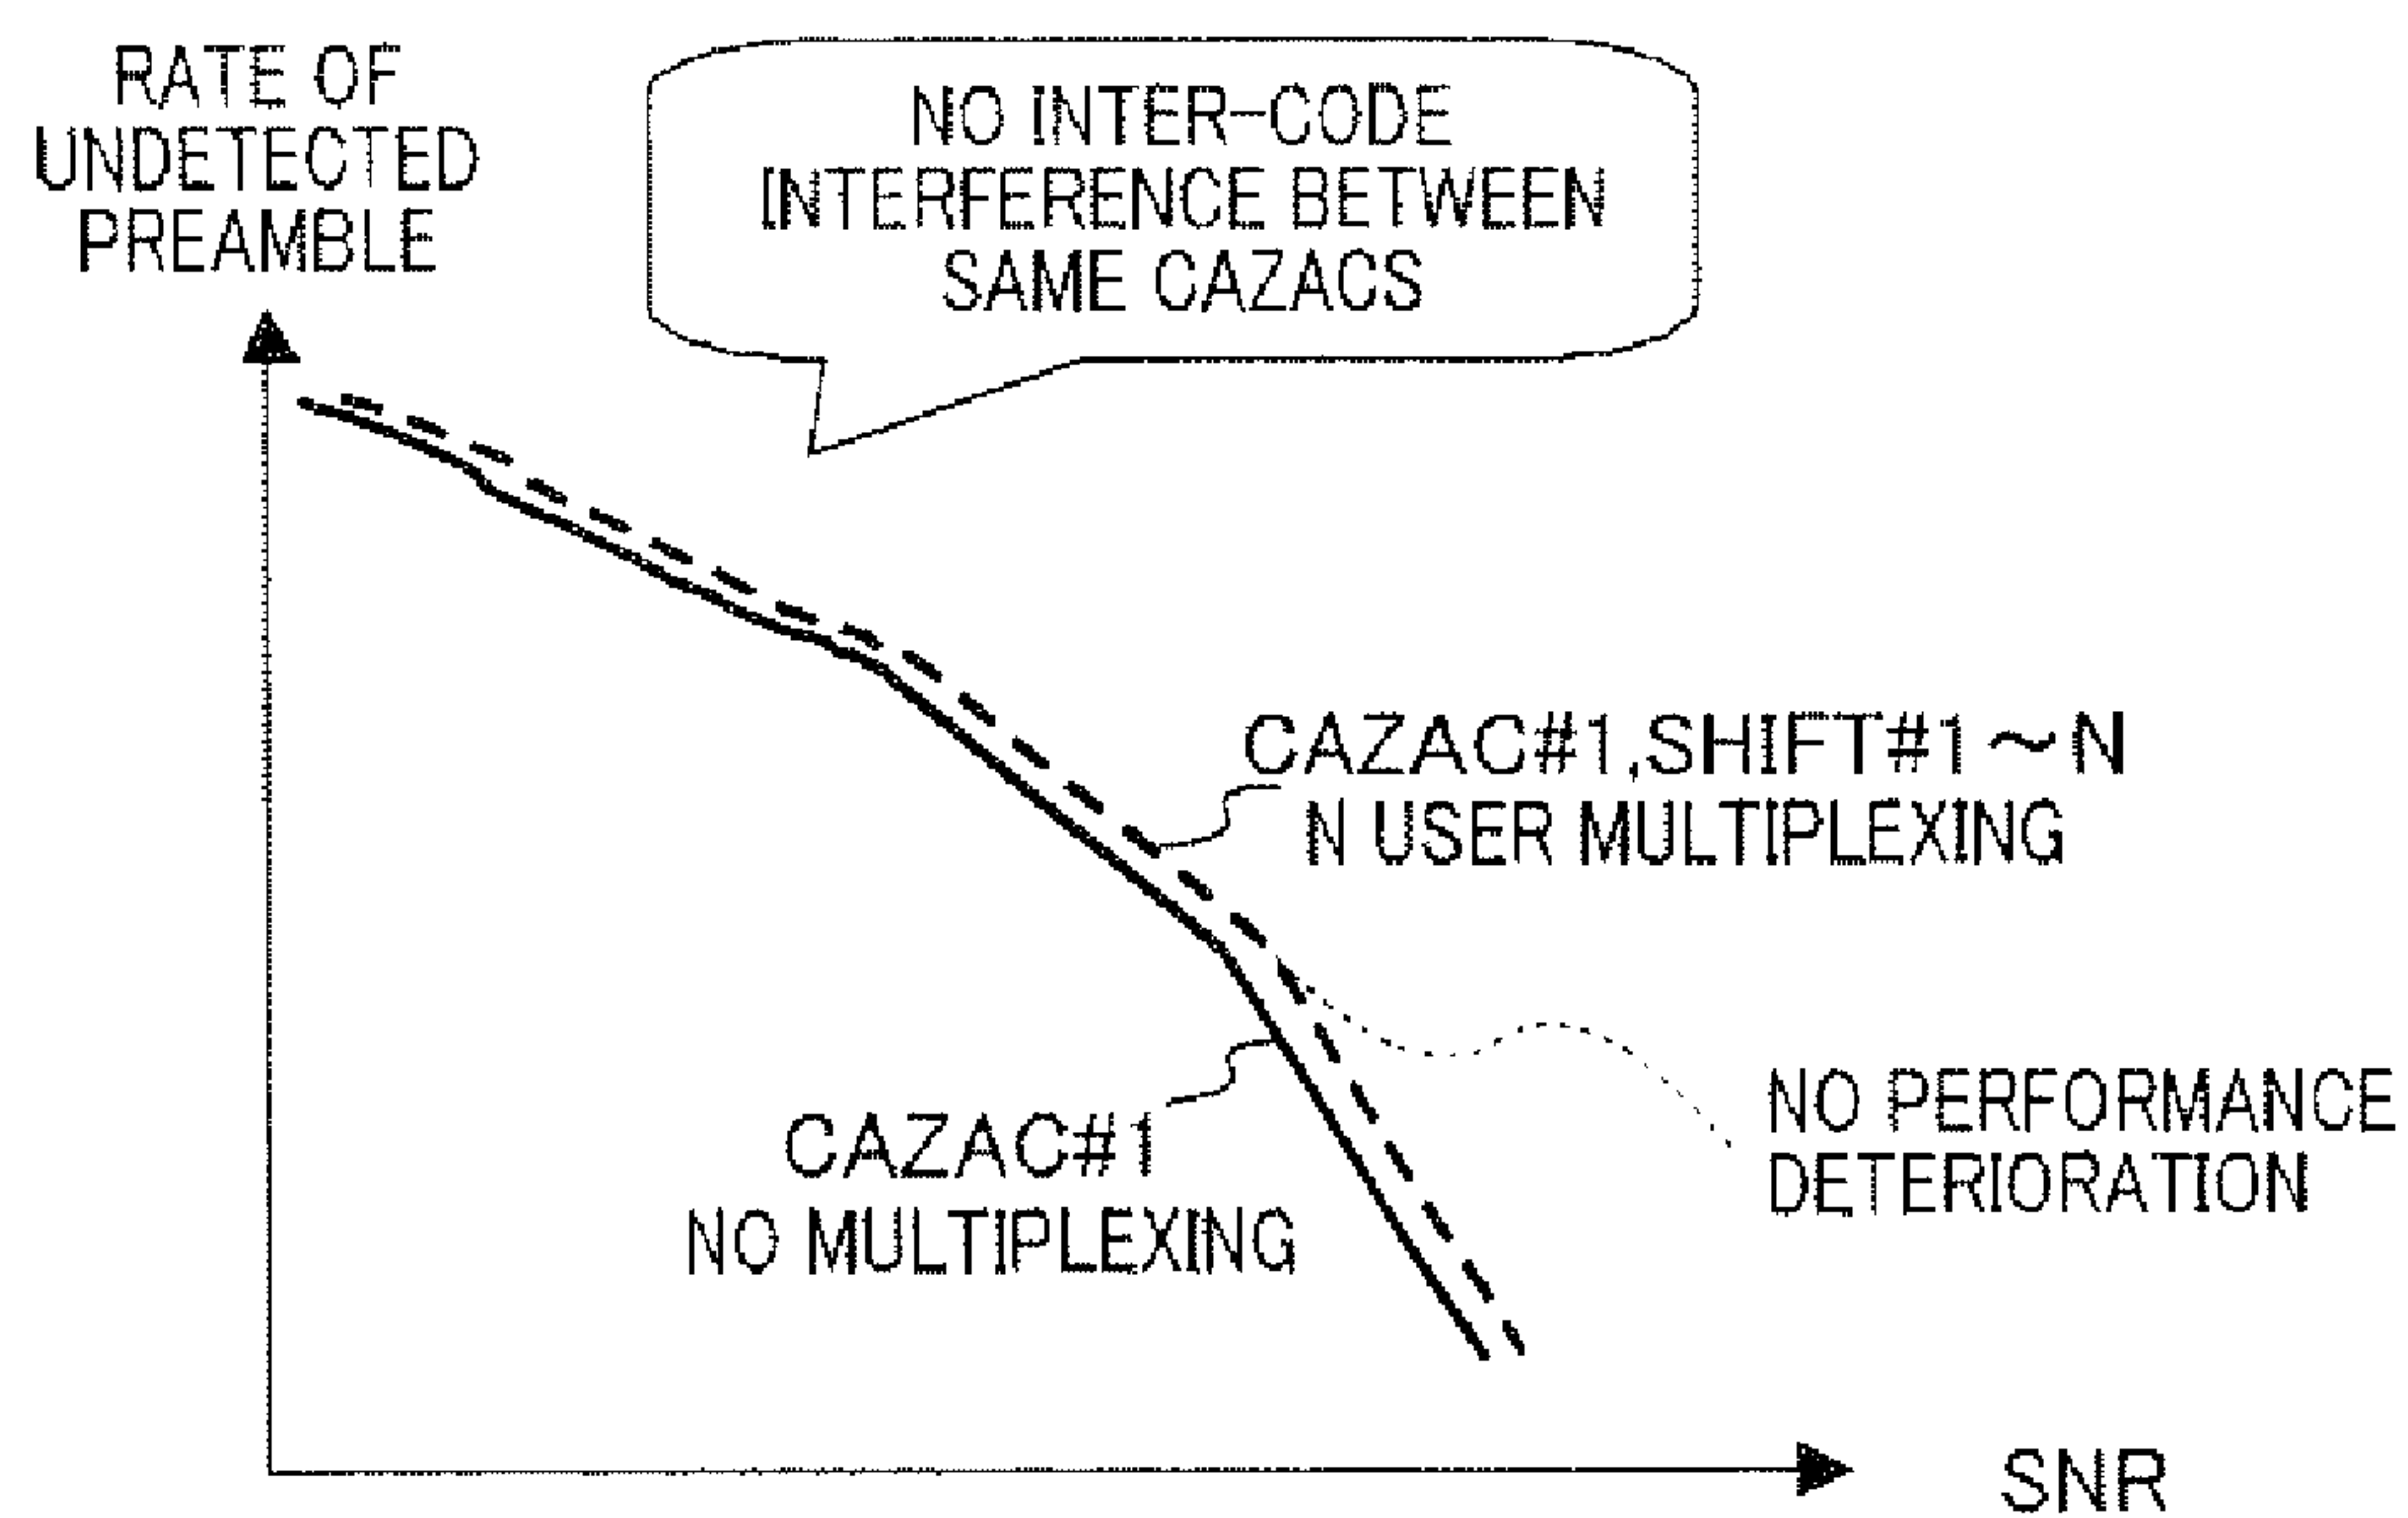 RATE OF
UNDETECTED
PREAMBLE
NO INTER-CODE
INTERFERENCE BETWEEN
SAME CAZACS
CAZAC#1,SHIFT#1~N
N USER MULTIPLEXING
CAZAC#1
NO MULTIPLEXING
NO PERFORMANCE
DETERIORATION
SNR